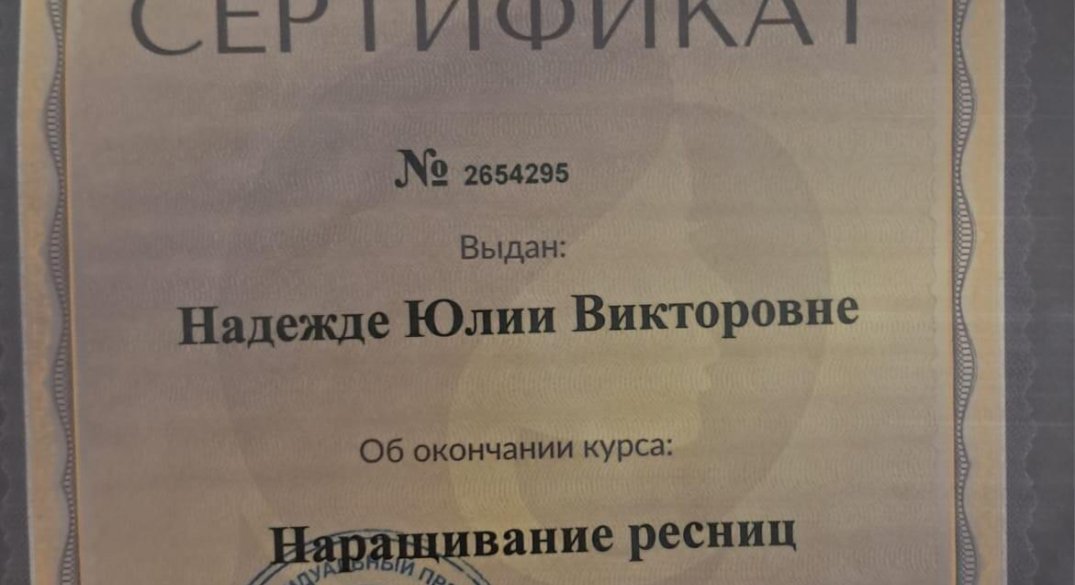 СЕРТИФИКАТ
№ 2654295
Выдан:
Надежде Юлии Викторовне
Об окончании курса:
Наращивание ресниц